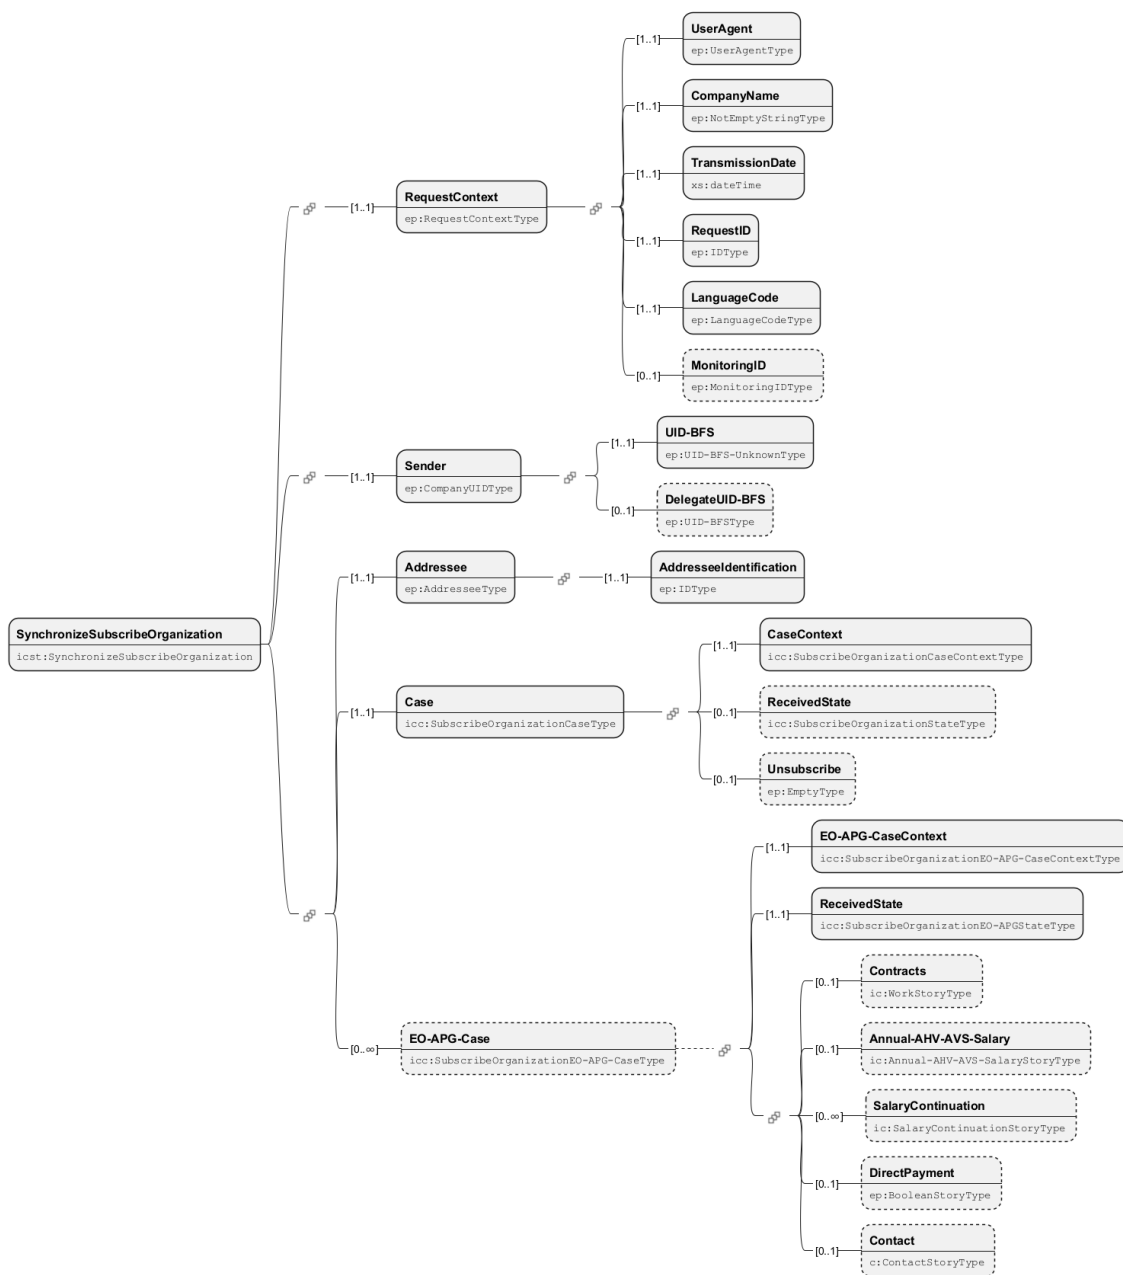 UserAgent
[1..1]
ep:UserAgentType
CompanyName
[1..1]
ep:NotEmptyStringType
TransmissionDate
[1..1]
xs:dateTime
RequestContext
[1..1]
ep:RequestContextType
RequestID
[1..1]
ep:IDType
LanguageCode
[1..1]
ep:LanguageCodeType
MonitoringID
[0..1]
ep:MonitoringIDType
UID-BFS
[1..1]
ep:UID-BFS-UnknownType
Sender
[1..1]
ep:CompanyUIDType
DelegateUID-BFS
[0..1]
ep:UID-BFSType
Addressee
[1..1]
ep:AddresseeType
AddresseeIdentification
[1..1]
ep:IDType
SynchronizeSubscribeOrganization
icst:SynchronizeSubscribeOrganization
CaseContext
[1..1]
icc:SubscribeOrganizationCaseContextType
Case
[1..1]
icc:SubscribeOrganizationCaseType
ReceivedState
[0..1]
icc:SubscribeOrganizationStateType
Unsubscribe
[0..1]
ep:EmptyType
EO-APG-CaseContext
[1..1]
icc:SubscribeOrganizationEO-APG-CaseContextType
ReceivedState
[1..1]
icc:SubscribeOrganizationEO-APGStateType
Contracts
[0..1]
ic:WorkStoryType
EO-APG-Case
[0..∞]
icc:SubscribeOrganizationEO-APG-CaseType
Annual-AHV-AVS-Salary
[0..1]
ic:Annual-AHV-AVS-SalaryStoryType
SalaryContinuation
[0..∞]
ic:SalaryContinuationStoryType
DirectPayment
[0..1]
ep:BooleanStoryType
Contact
[0..1]
c:ContactStoryType